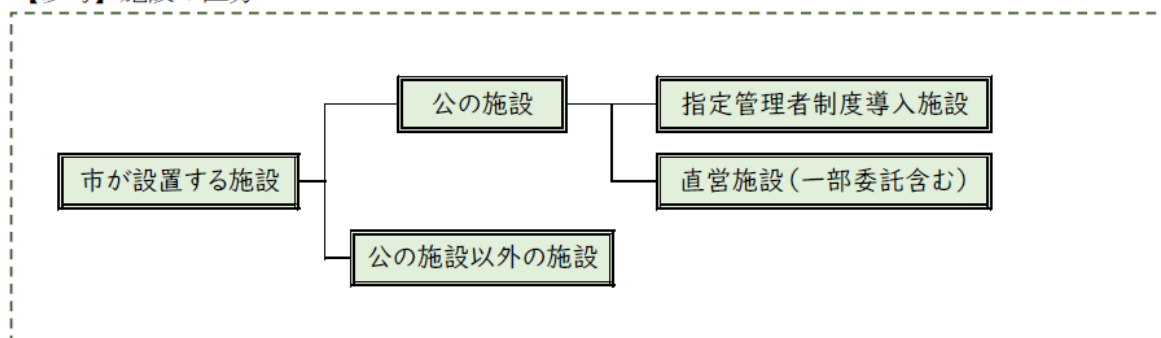 公の施設
指定管理者制度導入施設
市が設置する施設
直営施設(一部委託含む)
公の施設以外の施設